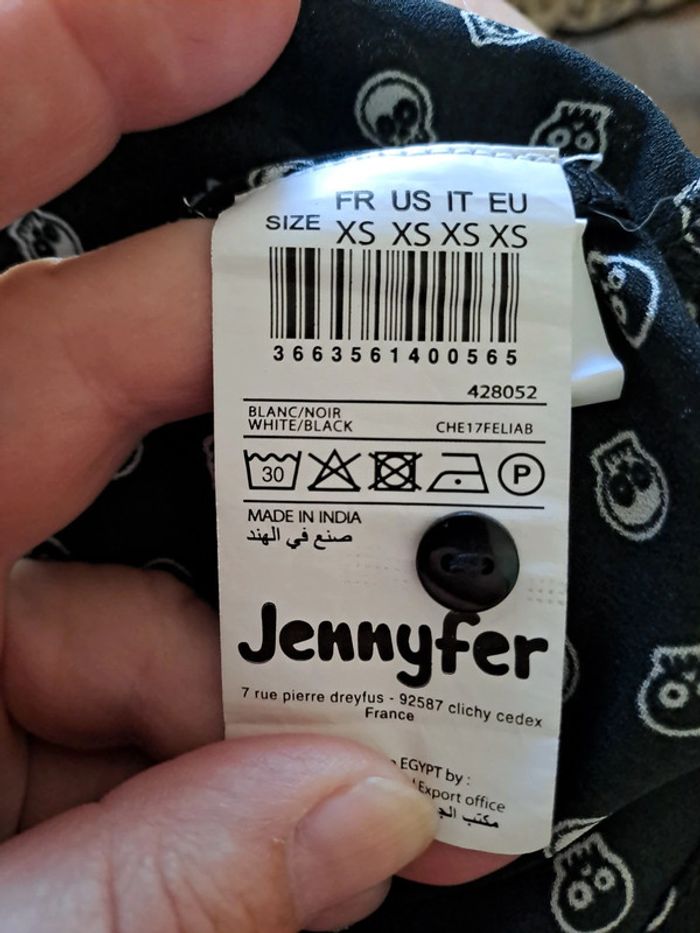 FR US IT EU
SIZE XS XS XS XS
3663561400565
428052
BLANC/NOIR
WHITE/BLACK CHE17FELIAB
30 P
MADE IN INDIA
صنع في الهند
Jennyfer
7 rue pierre dreyfus - 92587 clichy cedex
France
EGYPT by :
Export office
مكتب